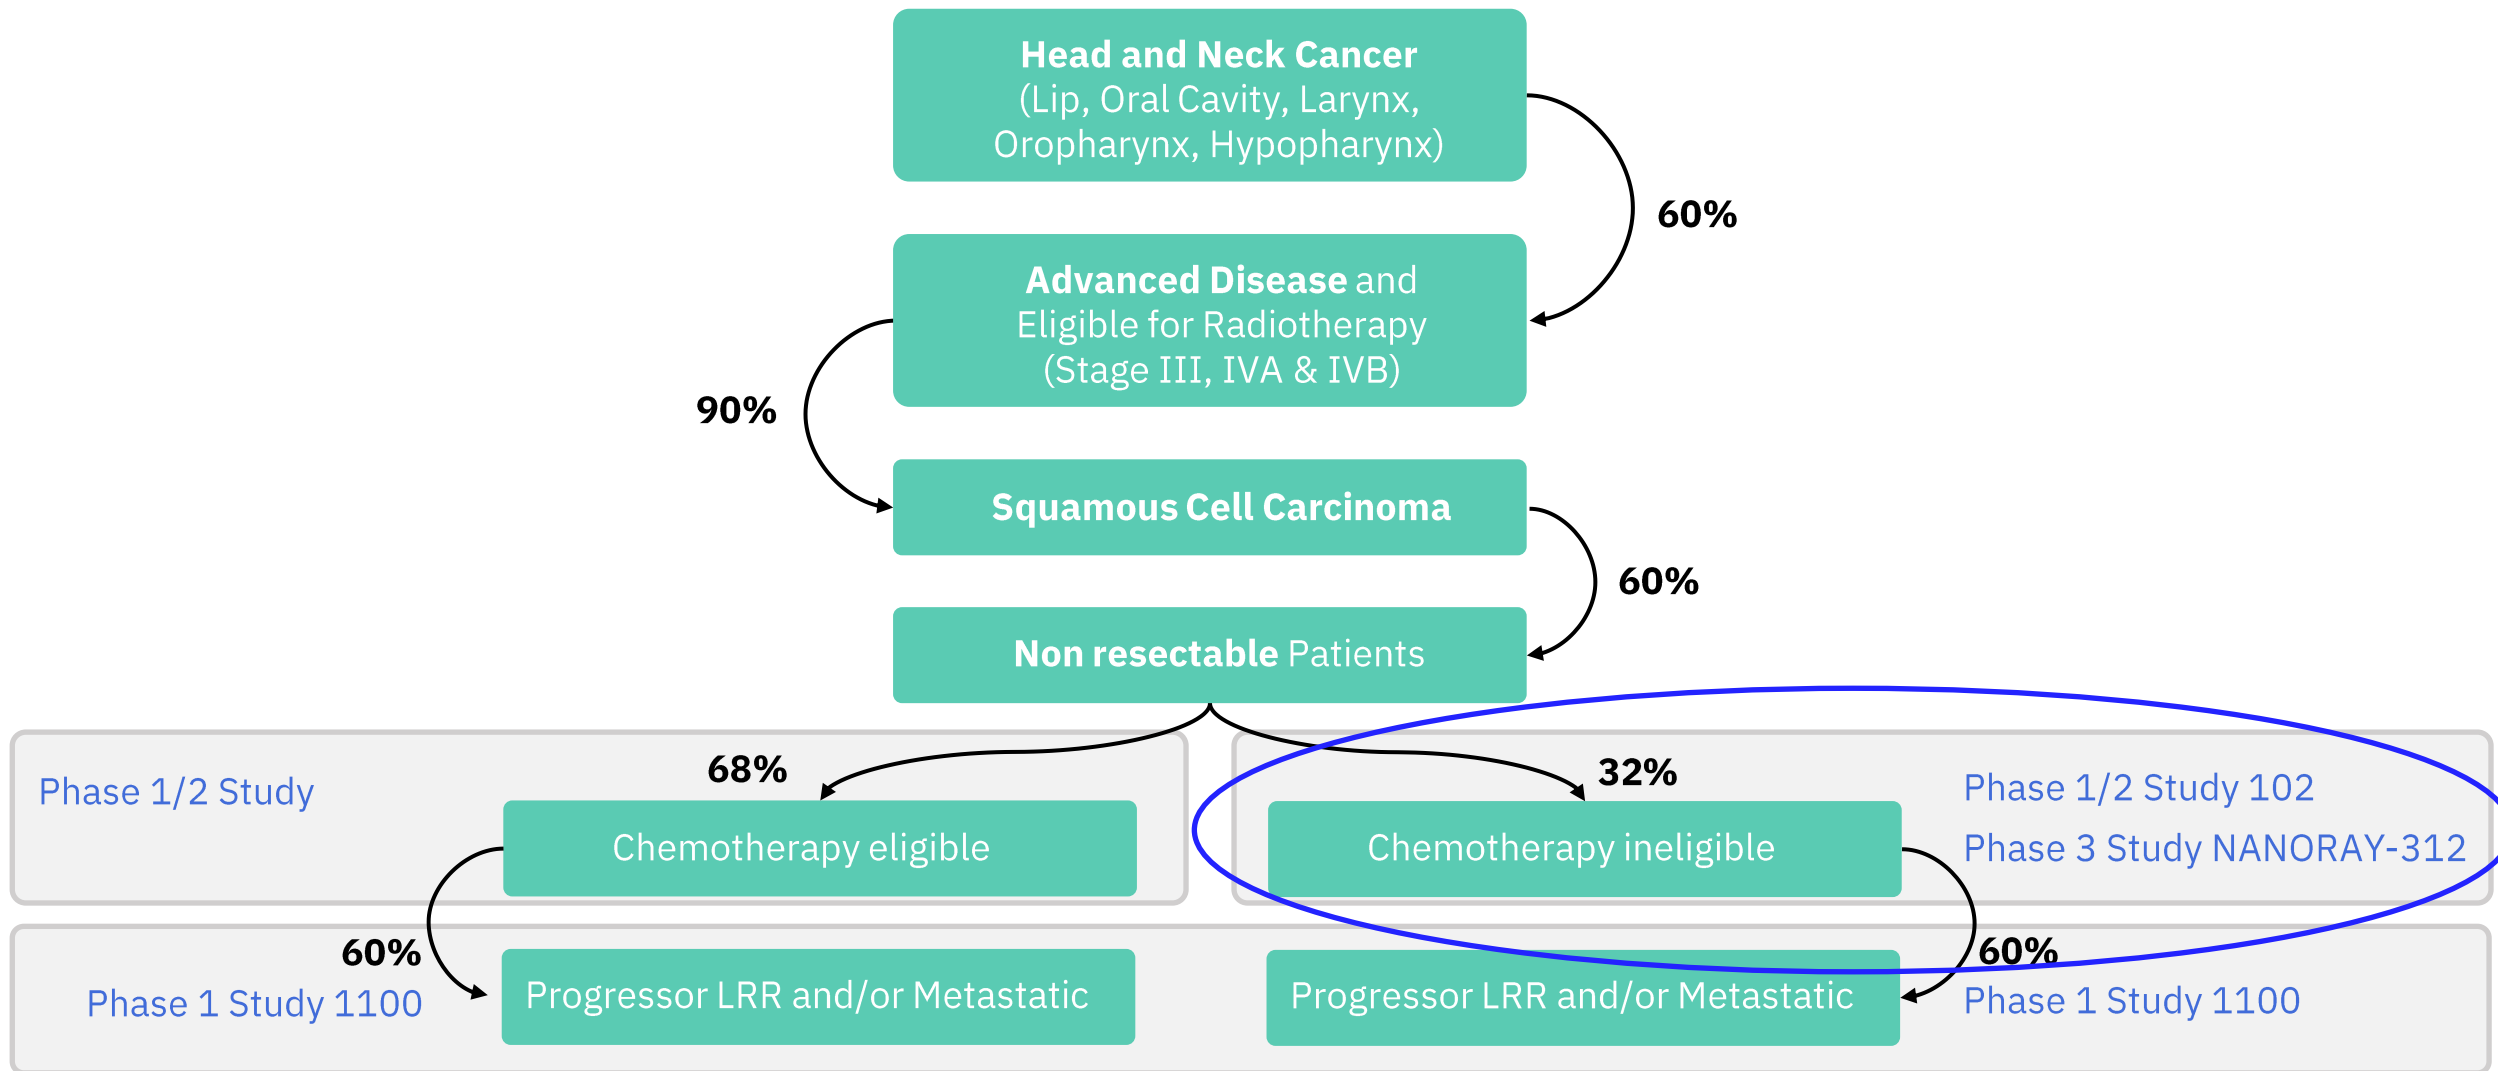 Head and Neck Cancer
(Lip, Oral Cavity, Larynx,
Oropharynx, Hypopharynx)
60%
Advanced Disease and
Eligible for Radiotherapy
(Stage III, IVA & IVB)
90%
Squamous Cell Carcinoma
60%
Non resectable Patients
68%
32%
Phase 1/2 Study
Chemotherapy eligible
Chemotherapy ineligible
Phase 1/2 Study 102
Phase 3 Study NANORAY-312
60%
60%
Phase 1 Study 1100
Progressor LRR and/or Metastatic
Progressor LRR and/or Metastatic
Phase 1 Study 1100